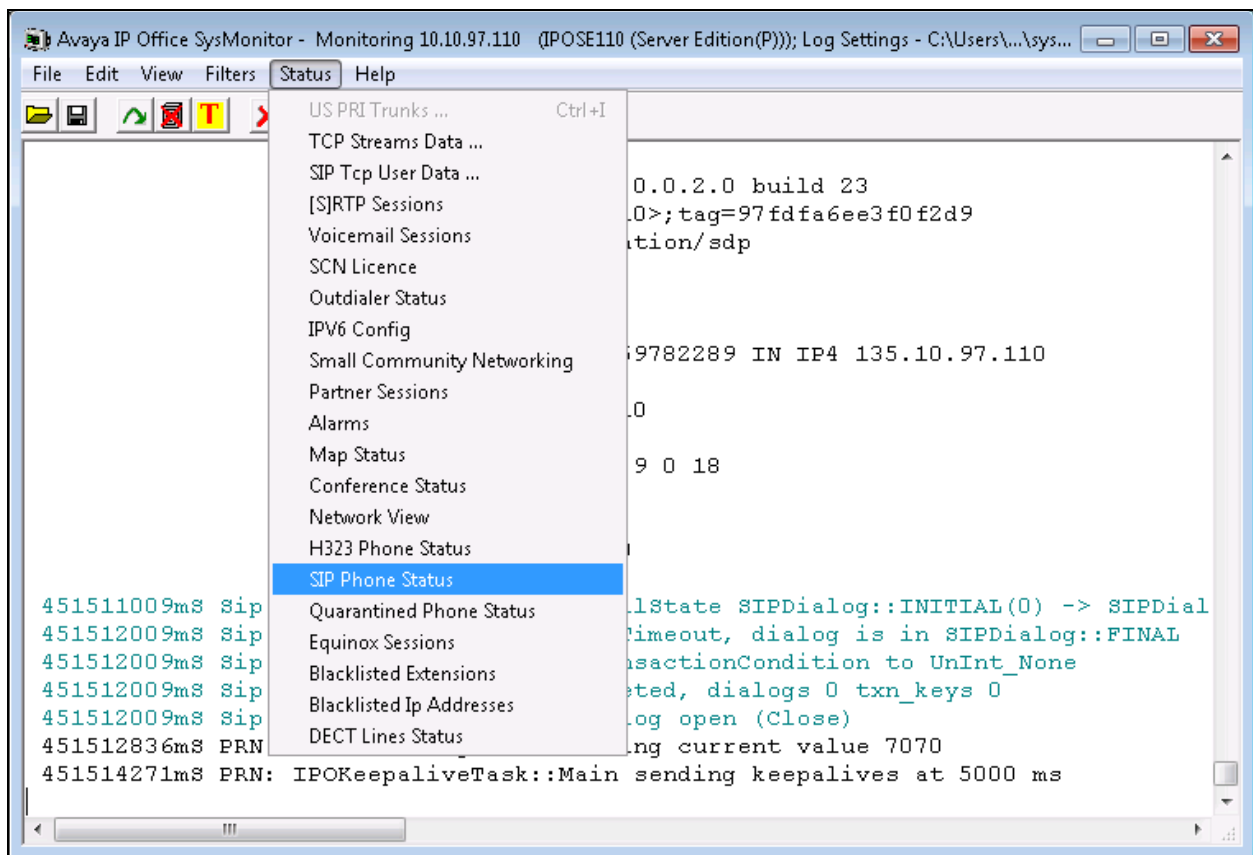 Avaya IP Office SysMonitor - Monitoring 10.10.97.110 (IPOSE110 (Server Edition(P))); Log Settings - C:\Users\...\sys...
File Edit View Filters Status Help
T
US PRI Trunks ... Ctrl+I
TCP Streams Data ...
SIP Tcp User Data ...
[S]RTP Sessions
Voicemail Sessions
SCN Licence
Outdialer Status
IPV6 Config
Small Community Networking
Partner Sessions
Alarms
Map Status
Conference Status
Network View
H323 Phone Status
SIP Phone Status
Quarantined Phone Status
Equinox Sessions
Blacklisted Extensions
Blacklisted Ip Addresses
DECT Lines Status
0.0.2.0 build 23
.0>;tag=97fdfa6ee3f0f2d9
ation/sdp
59782289 IN IP4 135.10.97.110
.0
9 0 18
451511009mS Sip llState SIPDialog::INITIAL(0) -> SIPDial
451512009mS Sip Timeout, dialog is in SIPDialog::FINAL
451512009mS Sip nsactionCondition to UnInt_None
451512009mS Sip eted, dialogs 0 txn_keys 0
451512009mS Sip log open (Close)
451512836mS PRN ing current value 7070
451514271mS PRN: IPOKeepaliveTask::Main sending keepalives at 5000 ms